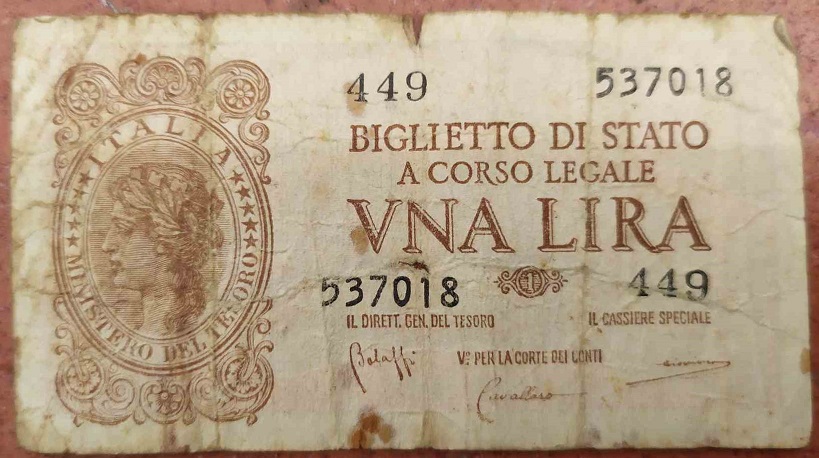 ITALIA
MINISTERO DEL TESORO
449 537018
BIGLIETTO DI STATO
A CORSO LEGALE
VNA LIRA
537018 1 449
IL DIRETT. GEN. DEL TESORO IL CASSIERE SPECIALE
Bolaffi Vº PER LA CORTE DEI CONTI
Cavallaro